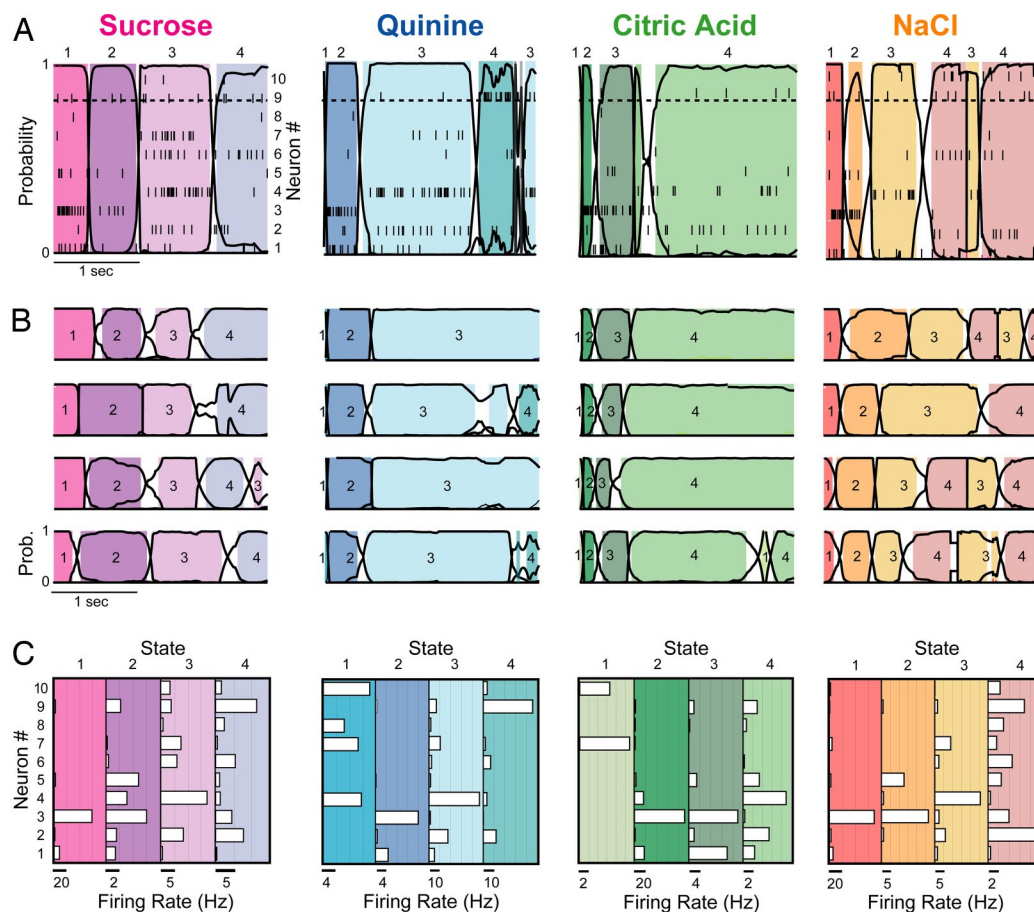 A
Sucrose
Quinine
Citric Acid
NaCl
1 2 3 4
1 2 3 4 3
1 2 3 4
1 2 3 3 4
Probability
1
0
Neuron #
10
9
8
7
6
5
4
3
2
1
1 sec
B
1 2 3 4
1 2 3
1 2 3 4
1 2 3 4 3 4
1 2 3 4
1 2 3 4
1 2 3 4
1 2 3 4
1 2 3 4 3
1 2 3
1 2 3 4
1 2 3 4 3 4
Prob.
1
0
1 2 3 4
1 2 3 4
1 2 3 4 1 4
1 2 3 4 3 4
1 sec
C
State
State
State
State
1 2 3 4
1 2 3 4
1 2 3 4
1 2 3 4
Neuron #
10
9
8
7
6
5
4
3
2
1
20 2 5 5
4 4 10 10
2 20 4 2
20 5 5 2
Firing Rate (Hz)
Firing Rate (Hz)
Firing Rate (Hz)
Firing Rate (Hz)